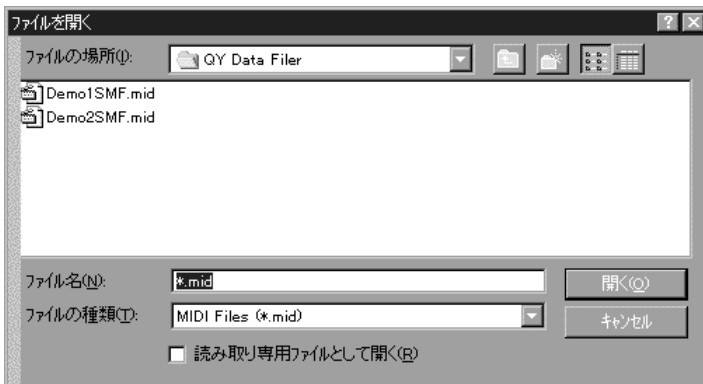 ファイルを開く
ファイルの場所(I):
QY Data Filer
Demo1SMF.mid
Demo2SMF.mid
ファイル名(N):
*.mid
開く(O)
ファイルの種類(T):
MIDI Files (*.mid)
キャンセル
読み取り専用ファイルとして開く(R)